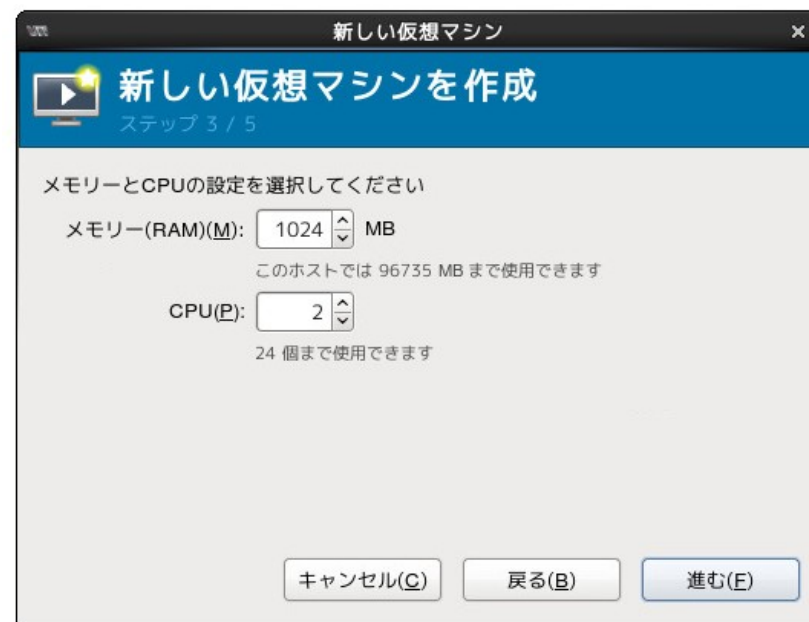 新しい仮想マシン
新しい仮想マシンを作成
ステップ 3 / 5
メモリーとCPUの設定を選択してください
メモリー(RAM)(M): 1024 MB
このホストでは 96735 MB まで使用できます
CPU(P): 2
24 個まで使用できます
キャンセル(C) 戻る(B) 進む(F)